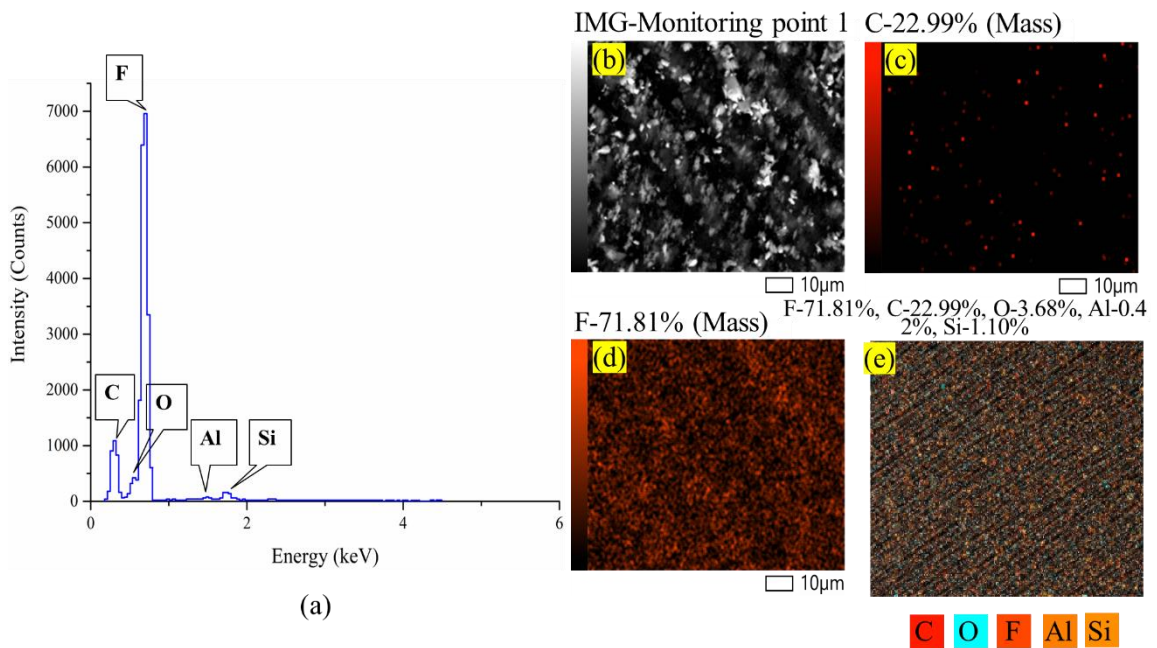 F
C
O
Al
Si
7000
6000
5000
4000
3000
2000
1000
0
0
2
4
6
Intensity (Counts)
Energy (keV)
(a)
IMG-Monitoring point 1
(b)
10μm
C-22.99% (Mass)
(c)
10μm
F-71.81% (Mass)
(d)
10μm
F-71.81%, C-22.99%, O-3.68%, Al-0.4
2%, Si-1.10%
(e)
C O F Al Si